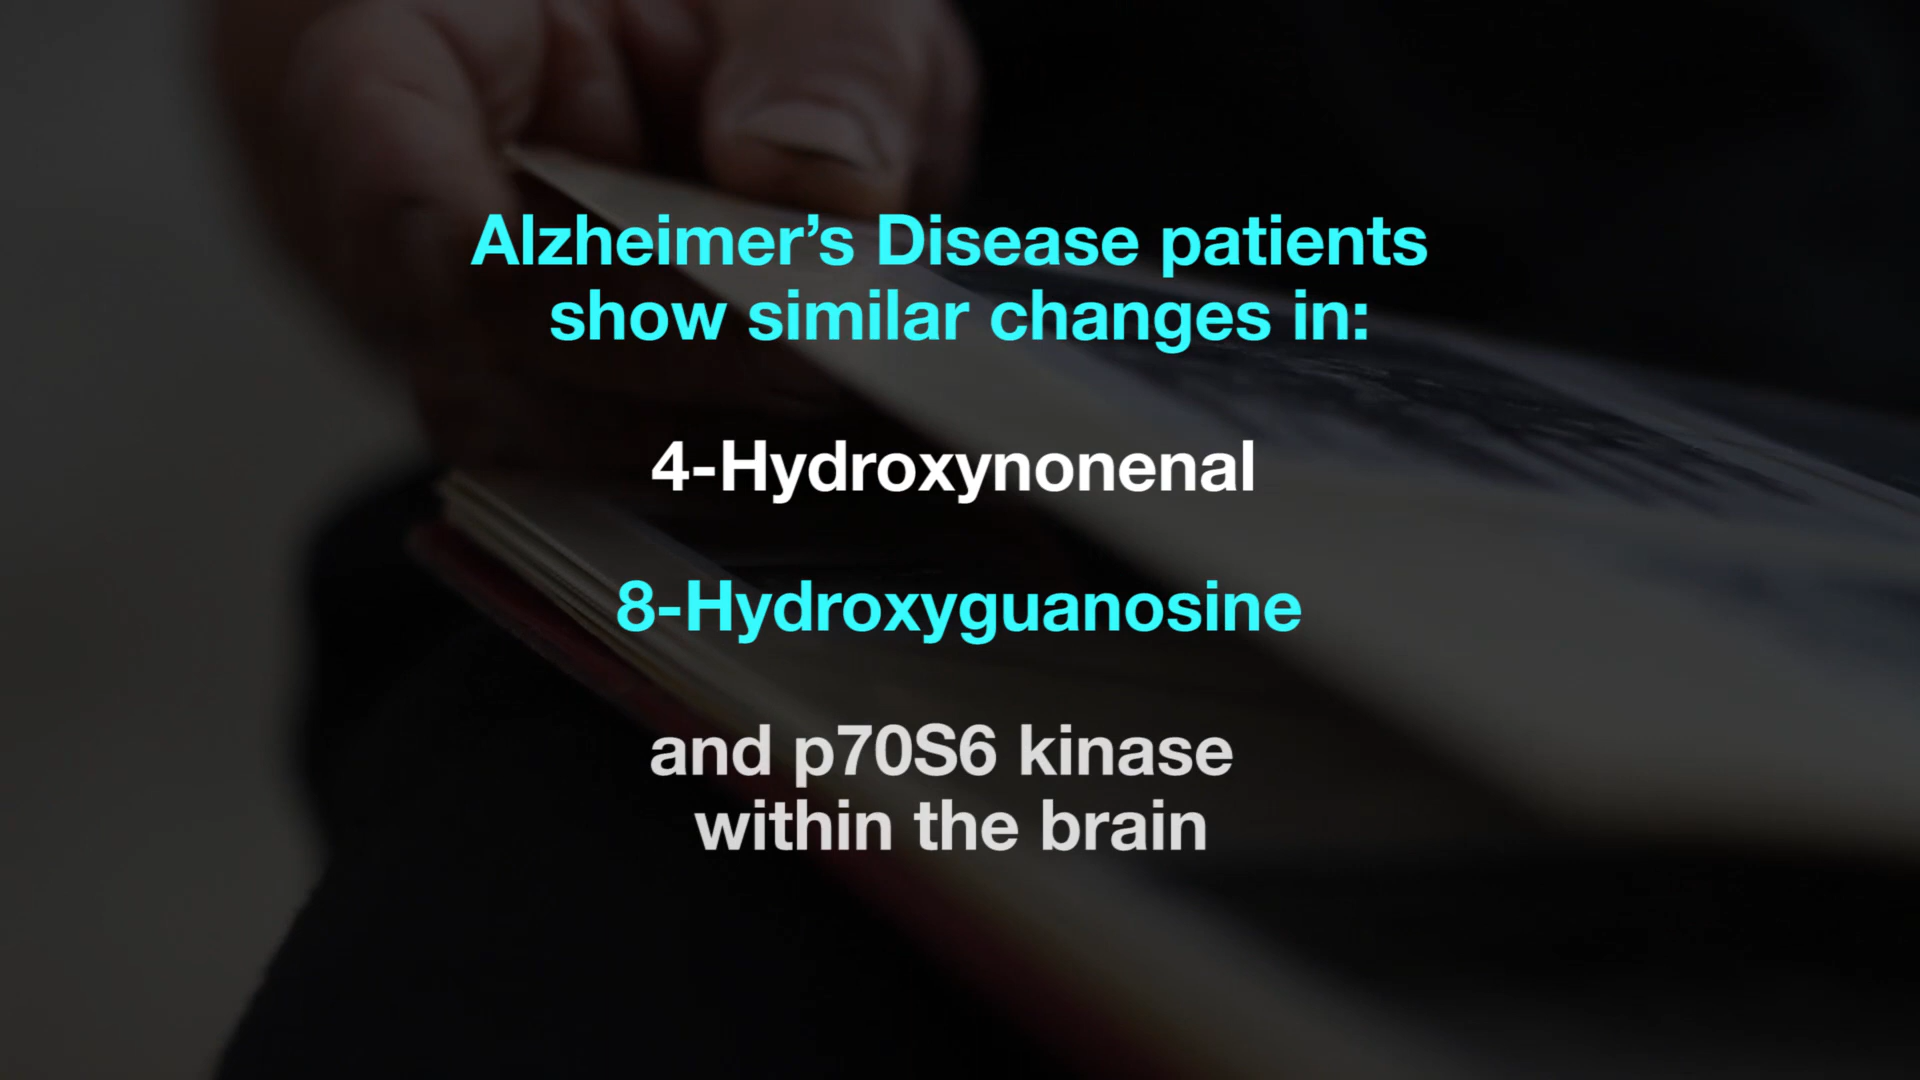 Alzheimer’s Disease patients
show similar changes in:
4-Hydroxynonenal
8-Hydroxyguanosine
and p70S6 kinase
within the brain